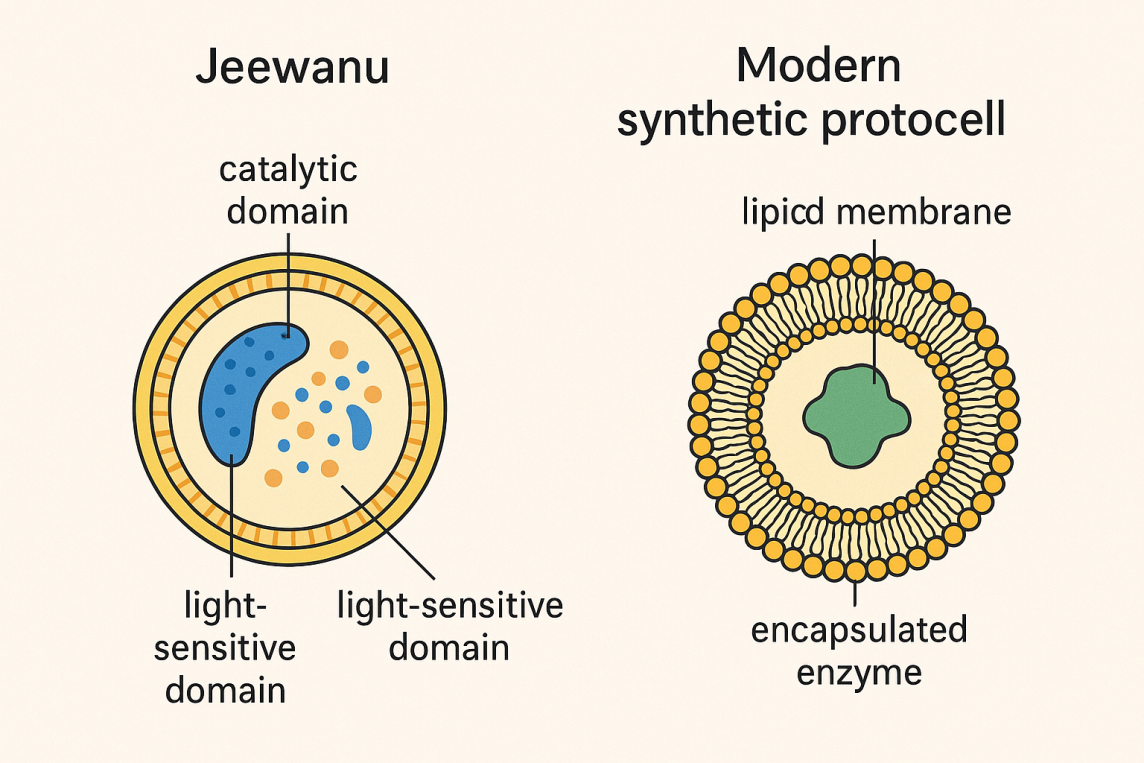 Jeewanu
catalytic
domain
light-
sensitive
domain
light-sensitive
domain
Modern
synthetic protocell
lipicd membrane
encapsulated
enzyme